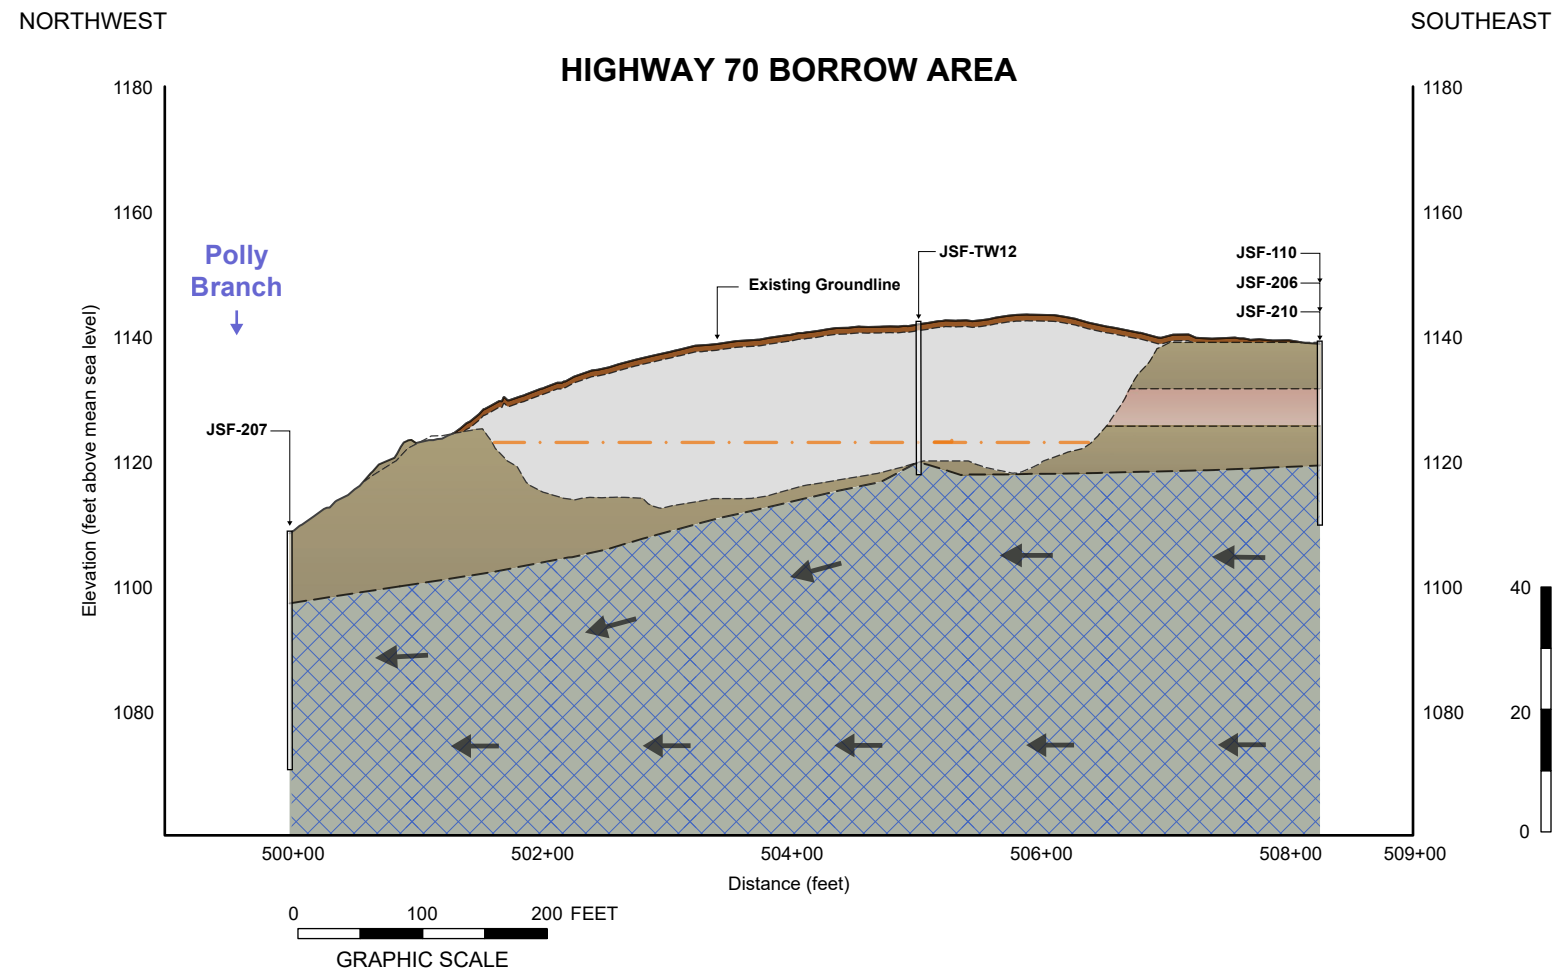 NORTHWEST
SOUTHEAST
HIGHWAY 70 BORROW AREA
1180
1180
1160
1160
Polly
Branch
JSF-TW12
JSF-110
JSF-206
JSF-210
Existing Groundline
1140
1140
JSF-207
1120
1120
Elevation (feet above mean sea level)
1100
1100
1080
1080
40
20
0
500+00
502+00
504+00
506+00
508+00
509+00
Distance (feet)
0
100
200 FEET
GRAPHIC SCALE